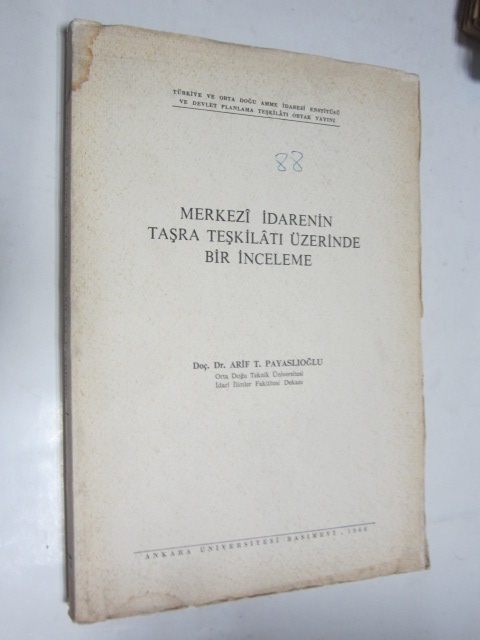 TÜRKİYE VE ORTA DOĞU AMME İDARESİ ENSTİTÜSÜ
VE DEVLET PLANLAMA TEŞKİLÂTI ORTAK YAYINI
88
MERKEZÎ İDARENİN
TAŞRA TEŞKİLÂTI ÜZERİNDE
BİR İNCELEME
Doç. Dr. ARİF T. PAYASLIOĞLU
Orta Doğu Teknik Üniversitesi
İdarî İlimler Fakültesi Dekanı
ANKARA ÜNİVERSİTESİ BASIMEVİ - 1966